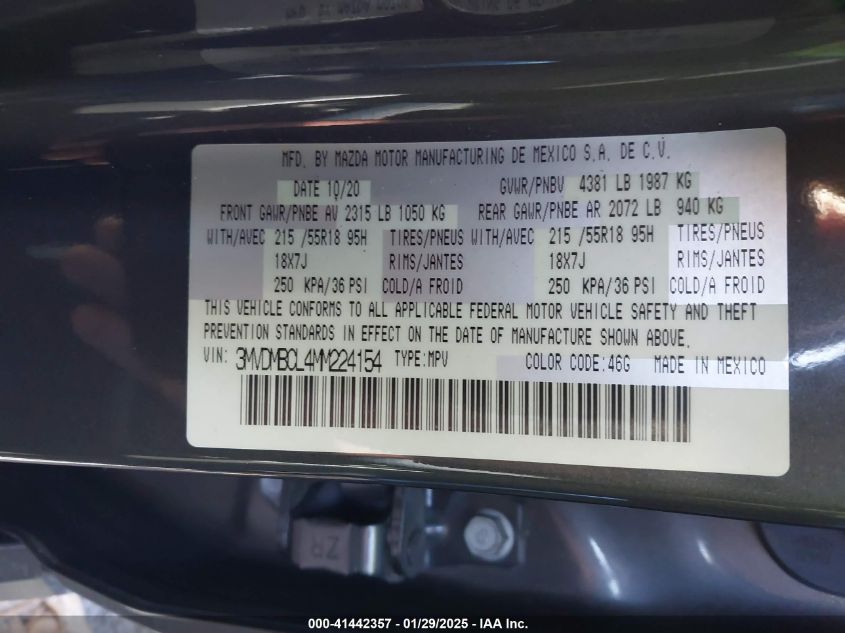 MFD. BY MAZDA MOTOR MANUFACTURING DE MEXICO S.A. DE C.V.
DATE 10/20 GVWR/PNBV 4381 LB 1987 KG
FRONT GAWR/PNBE AV 2315 LB 1050 KG REAR GAWR/PNBE AR 2072 LB 940 KG
WITH/AVEC 215 /55R18 95H TIRES/PNEUS WITH/AVEC 215 /55R18 95H TIRES/PNEUS
18X7J RIMS/JANTES 18X7J RIMS/JANTES
250 KPA/36 PSI COLD/A FROID 250 KPA/36 PSI COLD/A FROID
THIS VEHICLE CONFORMS TO ALL APPLICABLE FEDERAL MOTOR VEHICLE SAFETY AND THEFT
PREVENTION STANDARDS IN EFFECT ON THE DATE OF MANUFACTURE SHOWN ABOVE.
VIN: 3MVDMBCL4MM224154 TYPE:MPV COLOR CODE:46G MADE IN MEXICO
ZR
000-41442357 - 01/29/2025 - IAA Inc.